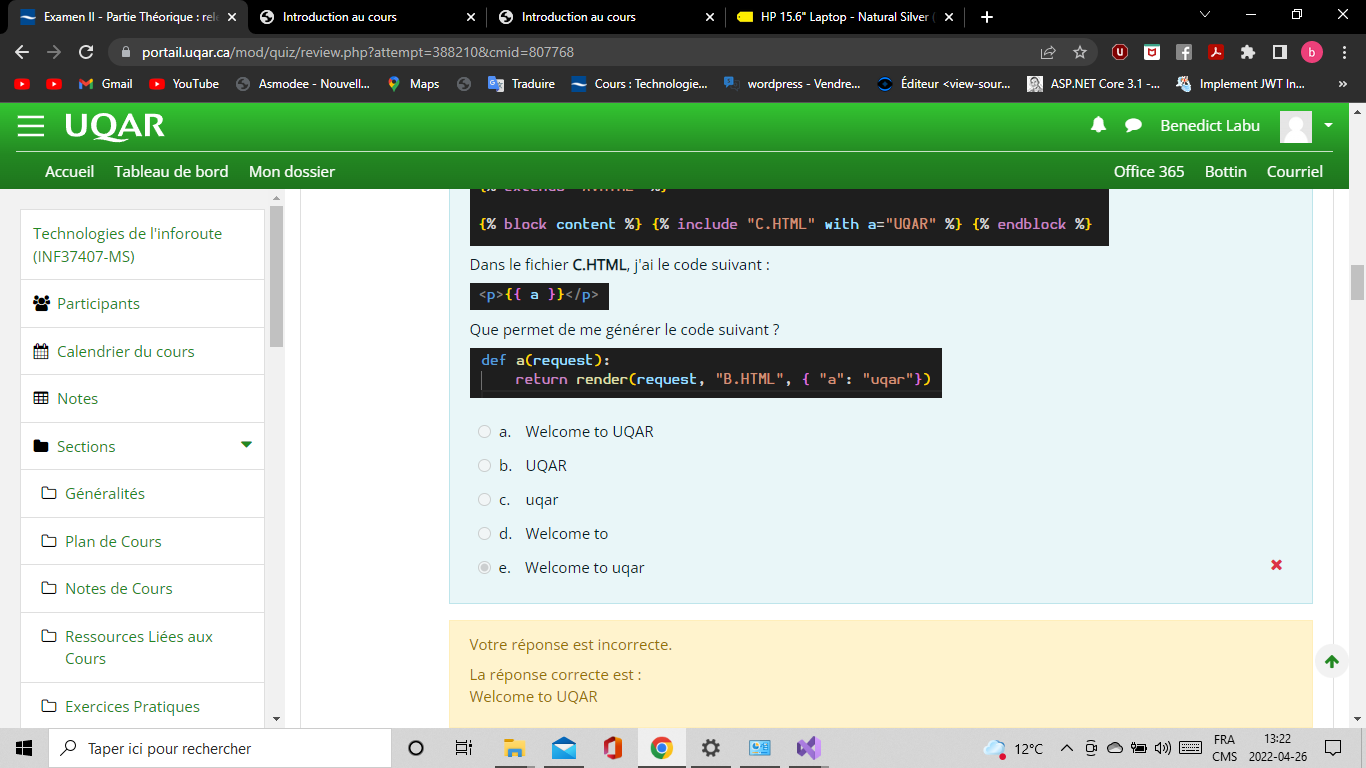 Examen II - Partie Théorique : rele
Introduction au cours
Introduction au cours
HP 15.6" Laptop - Natural Silver (
portail.uqar.ca/mod/quiz/review.php?attempt=388210&cmid=807768
b
Gmail
YouTube
Asmodee - Nouvell...
Maps
Traduire
Cours : Technologie...
wordpress - Vendre...
Éditeur <view-sour...
ASP.NET Core 3.1 -...
Implement JWT In...
»
UQAR
Benedict Labu
Accueil
Tableau de bord
Mon dossier
Office 365
Bottin
Courriel
Technologies de l'inforoute
(INF37407-MS)
Participants
Calendrier du cours
Notes
Sections
Généralités
Plan de Cours
Notes de Cours
Ressources Liées aux
Cours
Exercices Pratiques
{% block content %} {% include "C.HTML" with a="UQAR" %} {% endblock %}
Dans le fichier C.HTML, j'ai le code suivant :
<p>{{ a }}</p>
Que permet de me générer le code suivant ?
def a(request):
return render(request, "B.HTML", { "a": "uqar"})
a. Welcome to UQAR
b. UQAR
c. uqar
d. Welcome to
e. Welcome to uqar
Votre réponse est incorrecte.
La réponse correcte est :
Welcome to UQAR
Taper ici pour rechercher
12°C
FRA
CMS
13:22
2022-04-26